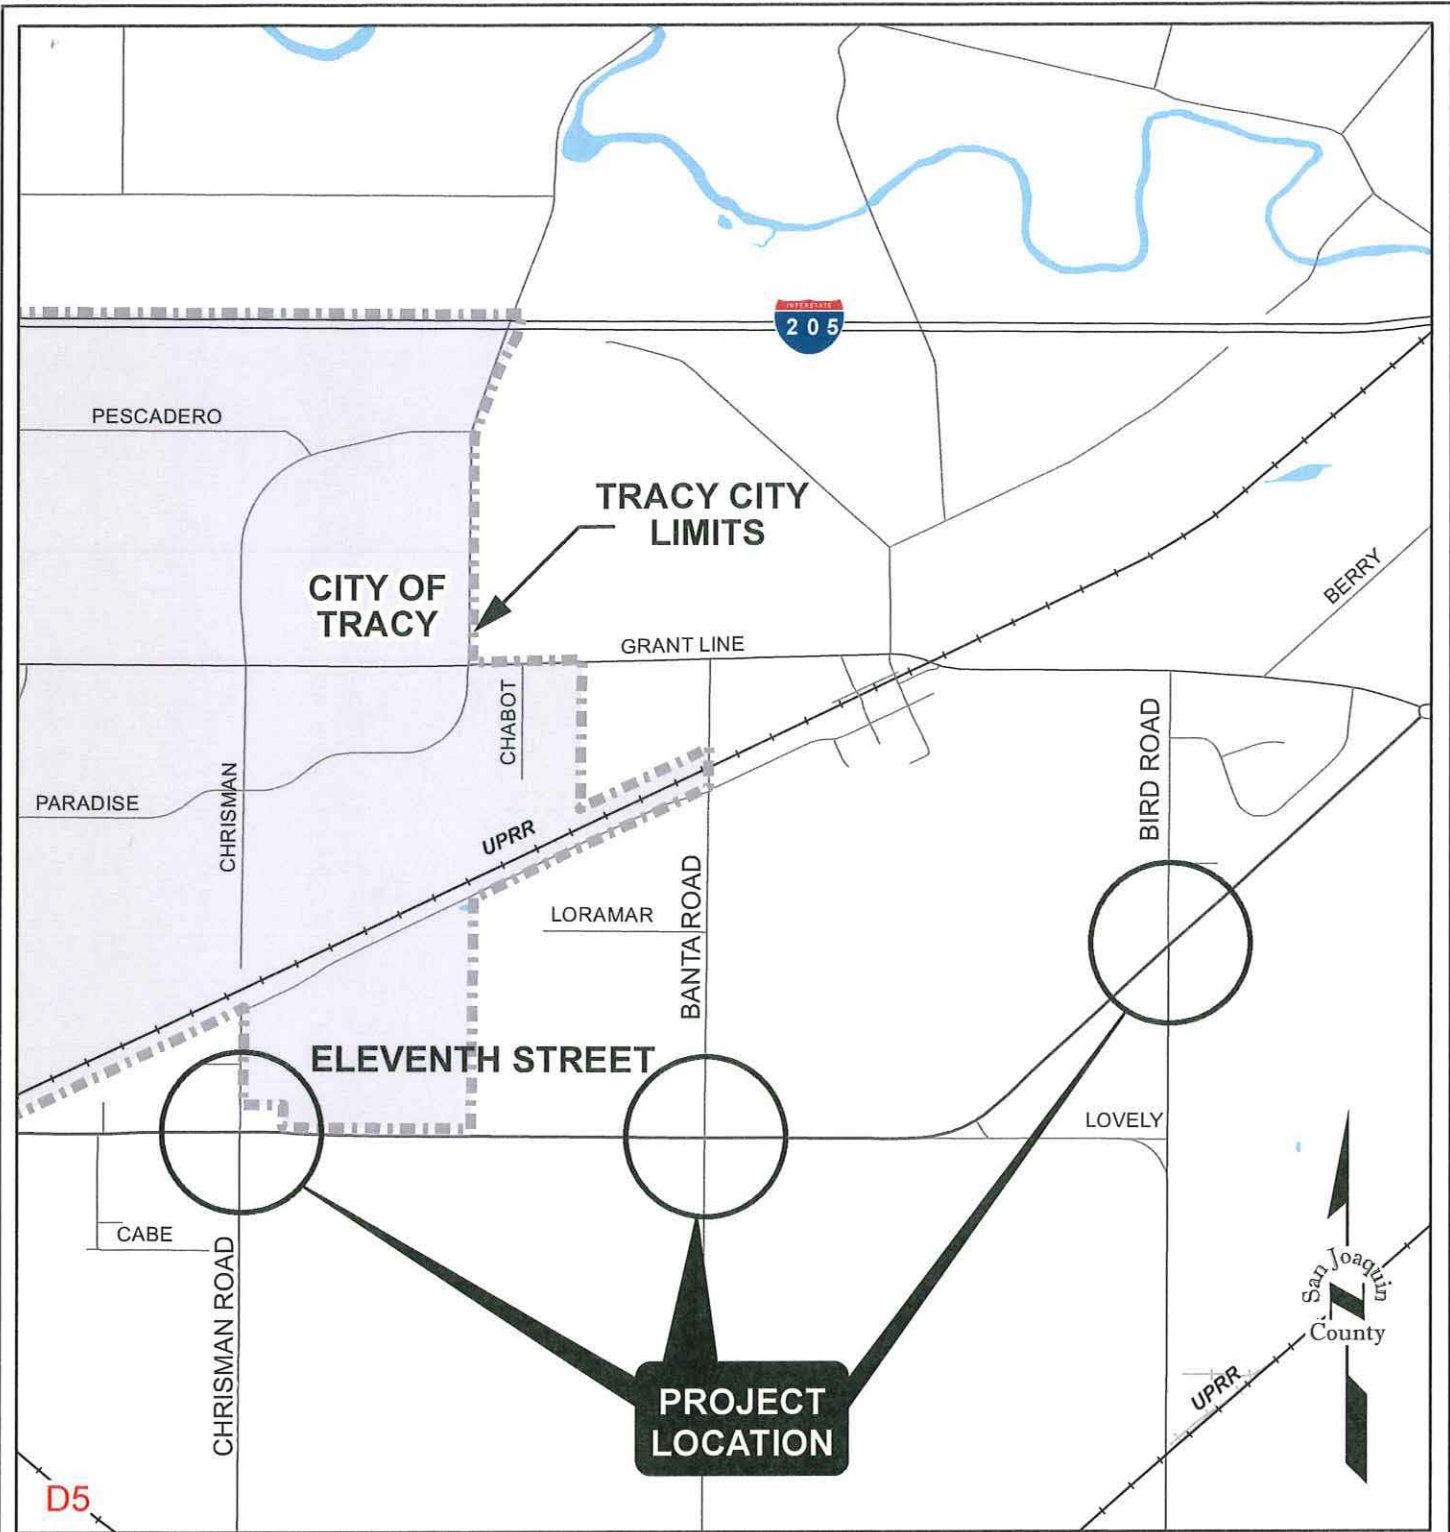 INTERSTATE
205
PESCADERO
TRACY CITY
LIMITS
CITY OF
TRACY
BERRY
GRANT LINE
CHABOT
BIRD ROAD
CHRISMAN
PARADISE
UPRR
BANTA ROAD
LORAMAR
ELEVENTH STREET
LOVELY
CABE
CHRISMAN ROAD
San Joaquin
N
County
UPRR
PROJECT
LOCATION
D5